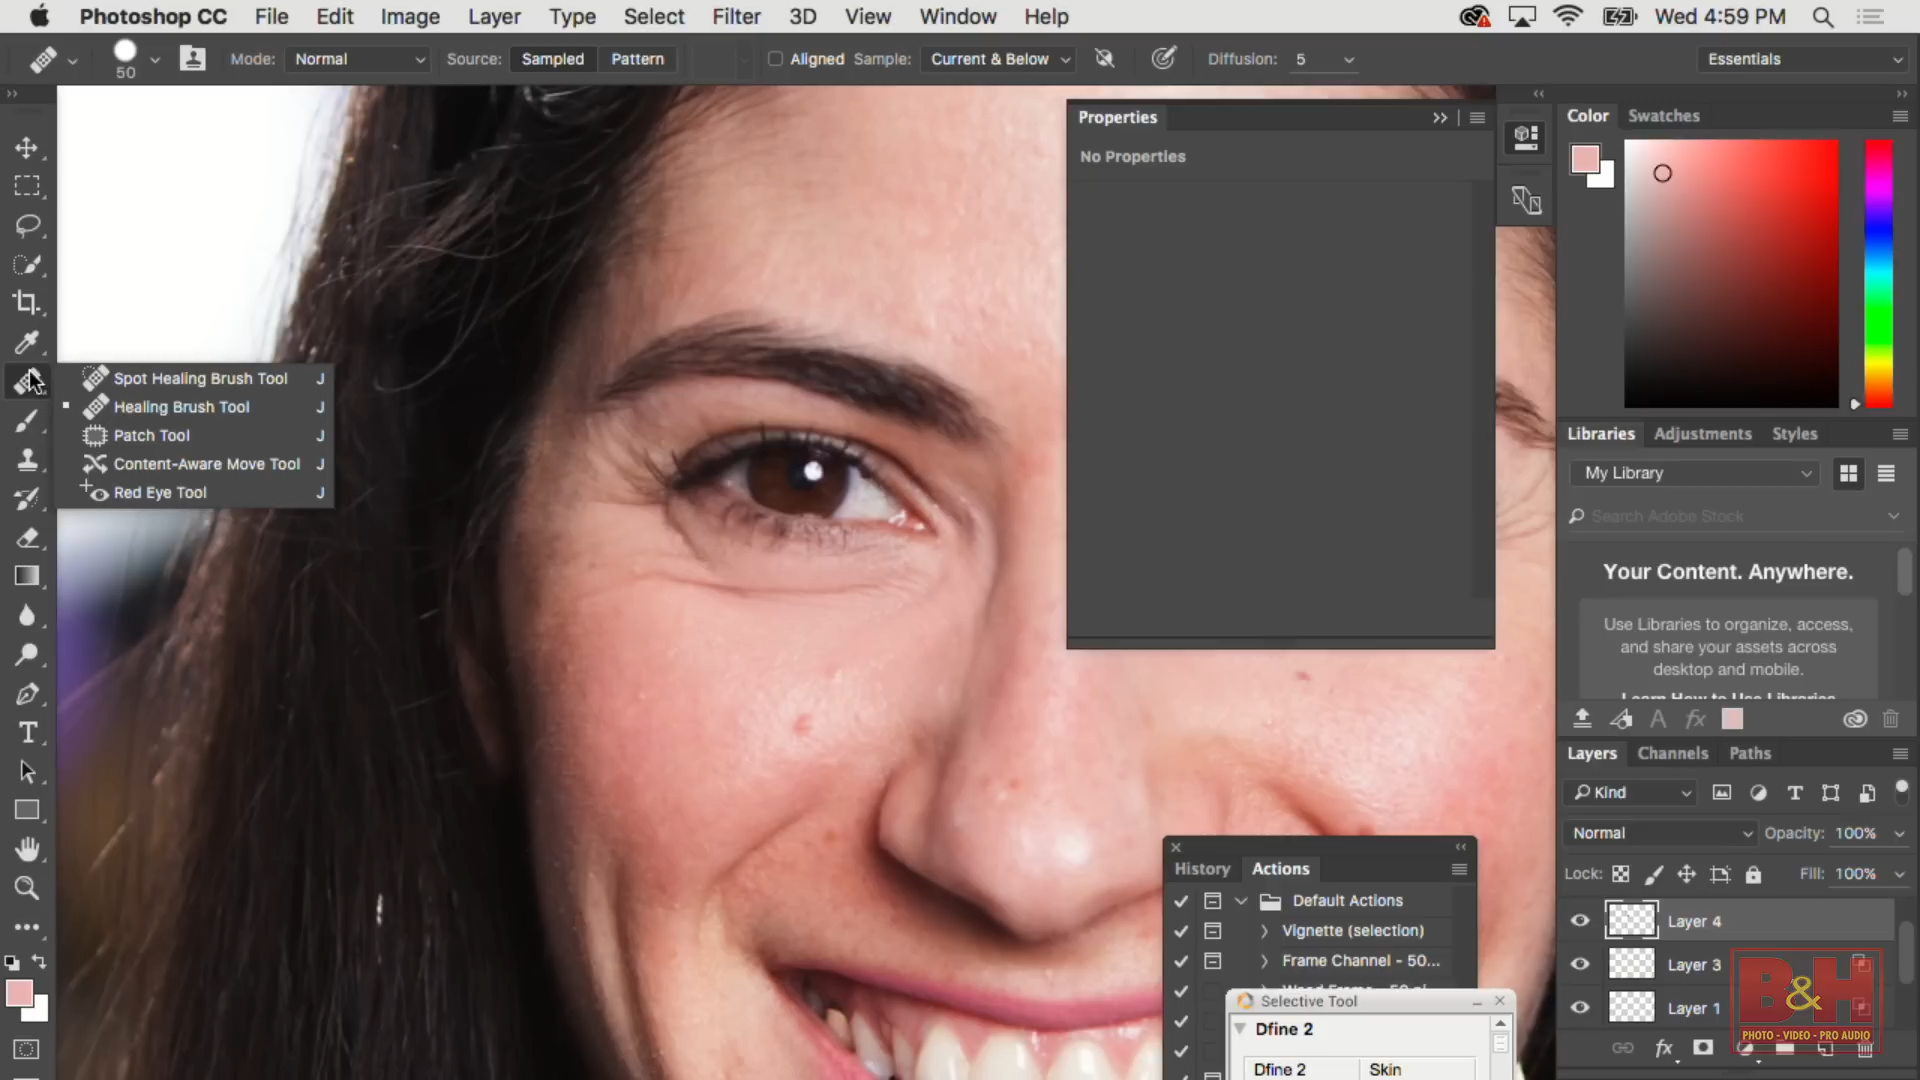 Photoshop CC File Edit Image Layer Type Select Filter 3D View Window Help Wed 4:59 PM
50 Mode: Normal Source: Sampled Pattern Aligned Sample: Current & Below Diffusion: 5 Essentials
Properties
No Properties
Color Swatches
Spot Healing Brush Tool J
Healing Brush Tool J
Patch Tool J
Content-Aware Move Tool J
Red Eye Tool J
Libraries Adjustments Styles
My Library
Search Adobe Stock
Your Content. Anywhere.
Use Libraries to organize, access,
and share your assets across
desktop and mobile.
Learn How to Use Libraries
Layers Channels Paths
Kind
Normal Opacity: 100%
Lock: Fill: 100%
Layer 4
Layer 3
Layer 1
History Actions
Default Actions
Vignette (selection)
Frame Channel - 50...
Selective Tool
Dfine 2
Dfine 2 Skin
B&H
PHOTO - VIDEO - PRO AUDIO